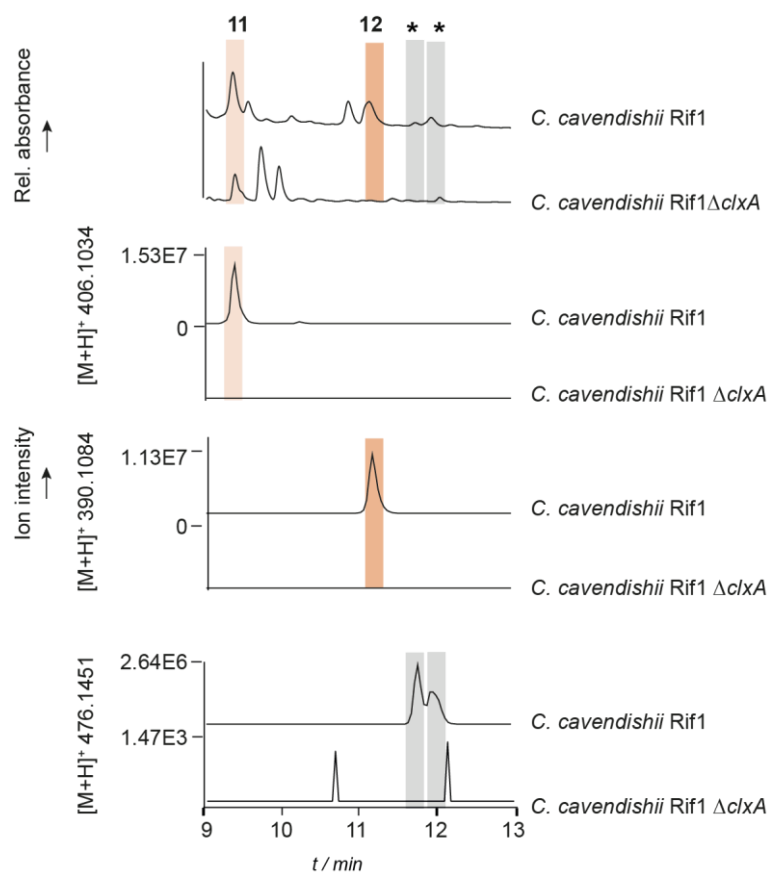 11 12 * *
Rel. absorbance →
C. cavendishii Rif1
C. cavendishii Rif1ΔclxA
[M+H]⁺ 406.1034
1.53E7
0
C. cavendishii Rif1
C. cavendishii Rif1 ΔclxA
Ion intensity →
[M+H]⁺ 390.1084
1.13E7
0
C. cavendishii Rif1
C. cavendishii Rif1 ΔclxA
[M+H]⁺ 476.1451
2.64E6
1.47E3
C. cavendishii Rif1
C. cavendishii Rif1 ΔclxA
9 10 11 12 13
t / min